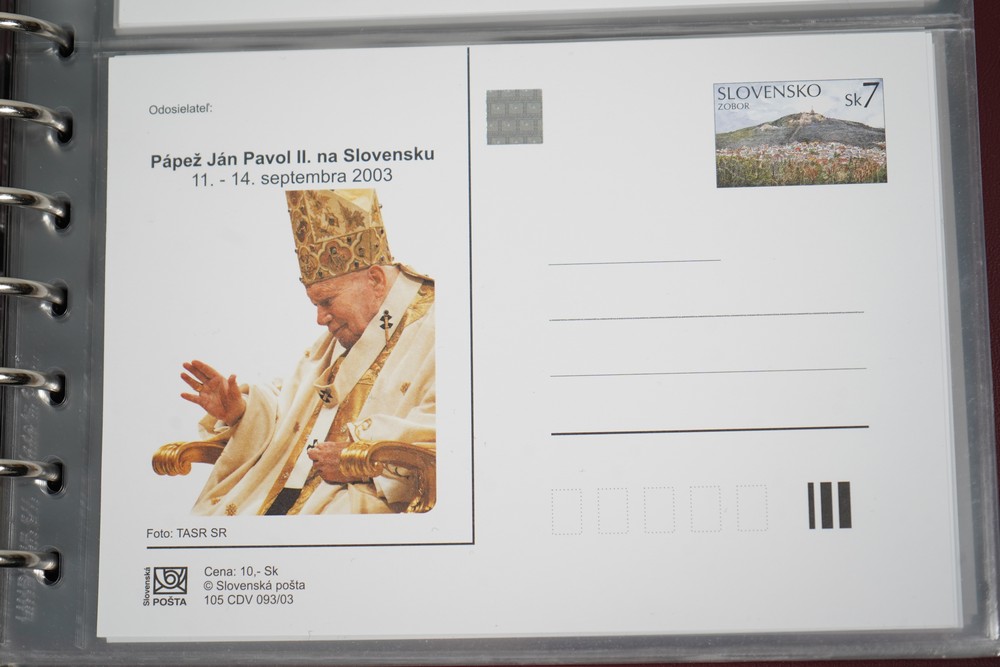 Odosielateľ:
Pápež Ján Pavol II. na Slovensku
11. - 14. septembra 2003
Foto: TASR SR
Slovenská
POŠTA
Cena: 10,- Sk
© Slovenská pošta
105 CDV 093/03
SLOVENSKO
ZOBOR
Sk7